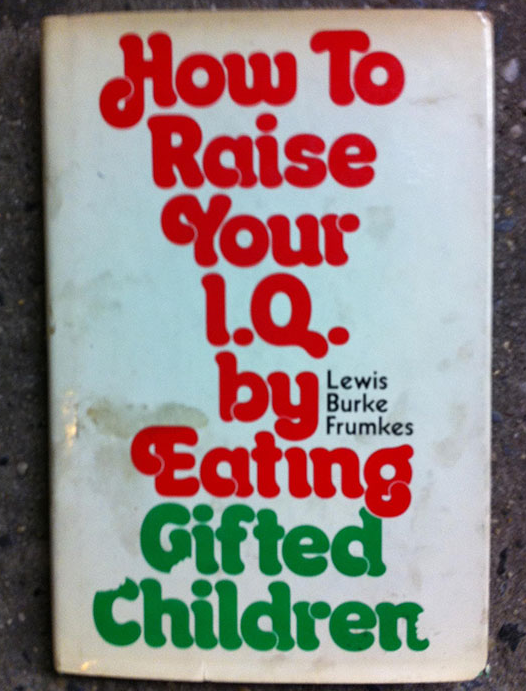 How To
Raise
Your
I.Q.
by
Lewis
Burke
Frumkes
Eating
Gifted
Children